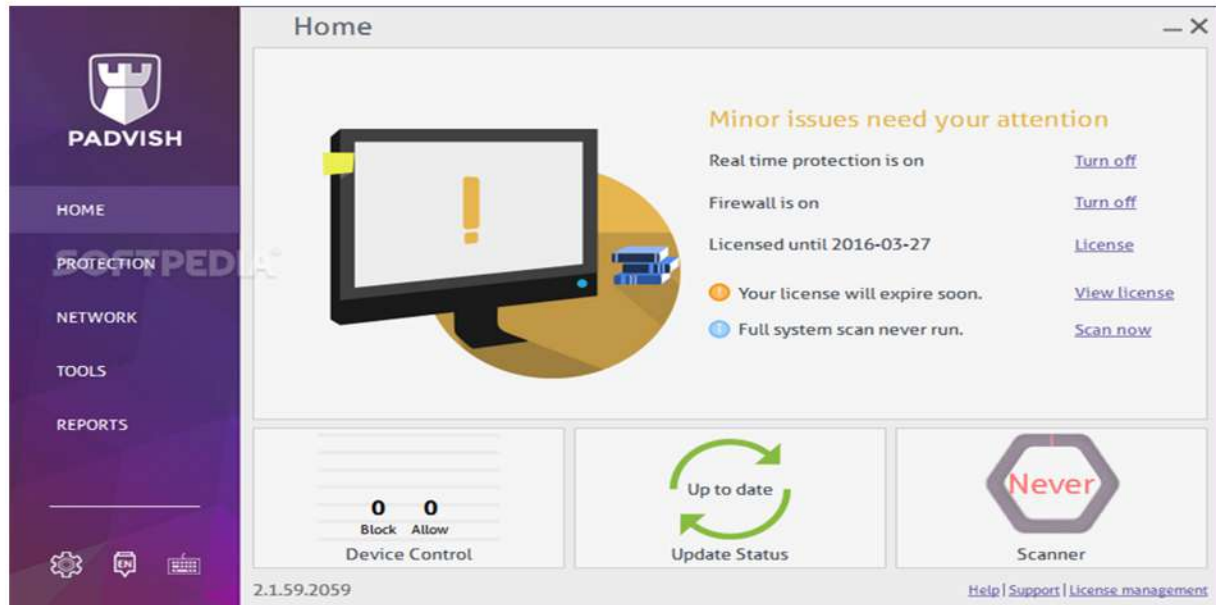 PADVISH
HOME
PROTECTION
NETWORK
TOOLS
REPORTS
EN
SOFTPEDIA
Home
Minor issues need your attention
Real time protection is on Turn off
Firewall is on Turn off
Licensed until 2016-03-27 License
Your license will expire soon. View license
Full system scan never run. Scan now
0 0
Block Allow
Device Control
Up to date
Update Status
Never
Scanner
2.1.59.2059
Help | Support | License management